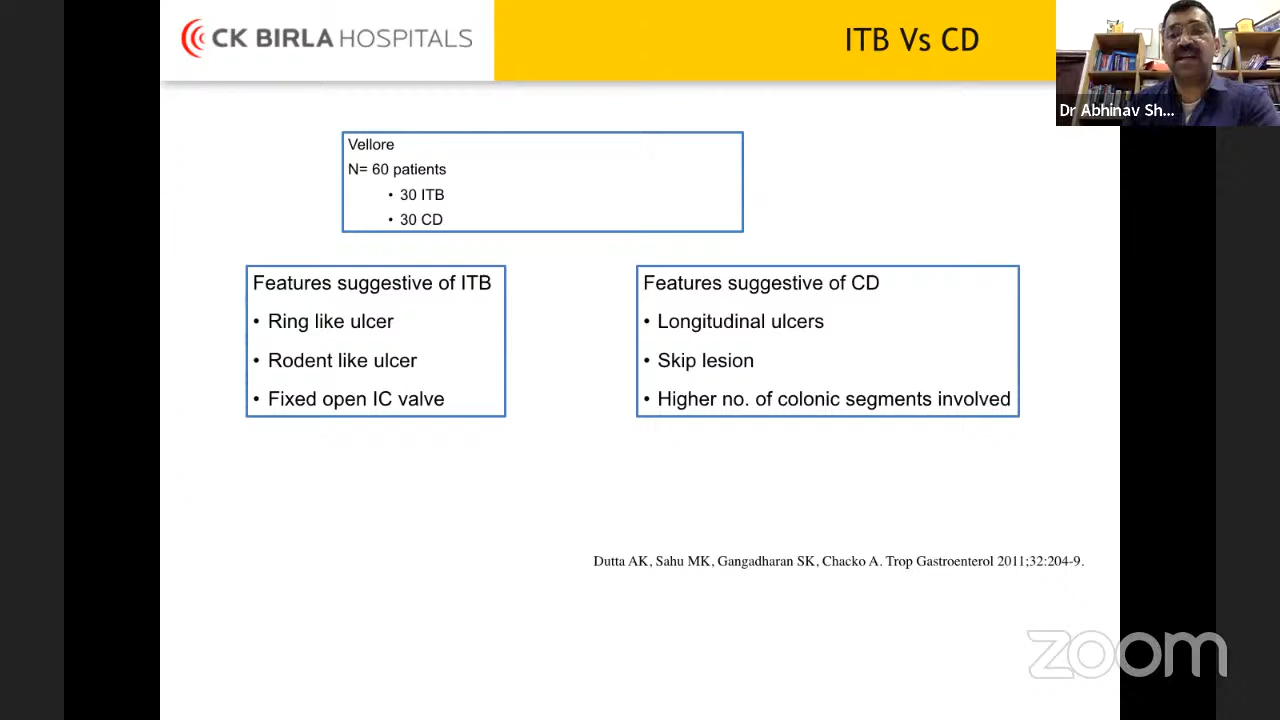 CK BIRLA HOSPITALS
ITB Vs CD
Dr Abhinav Sh...
Vellore
N= 60 patients
• 30 ITB
• 30 CD
Features suggestive of ITB
• Ring like ulcer
• Rodent like ulcer
• Fixed open IC valve
Features suggestive of CD
• Longitudinal ulcers
• Skip lesion
• Higher no. of colonic segments involved
Dutta AK, Sahu MK, Gangadharan SK, Chacko A. Trop Gastroenterol 2011;32:204-9.
zoom